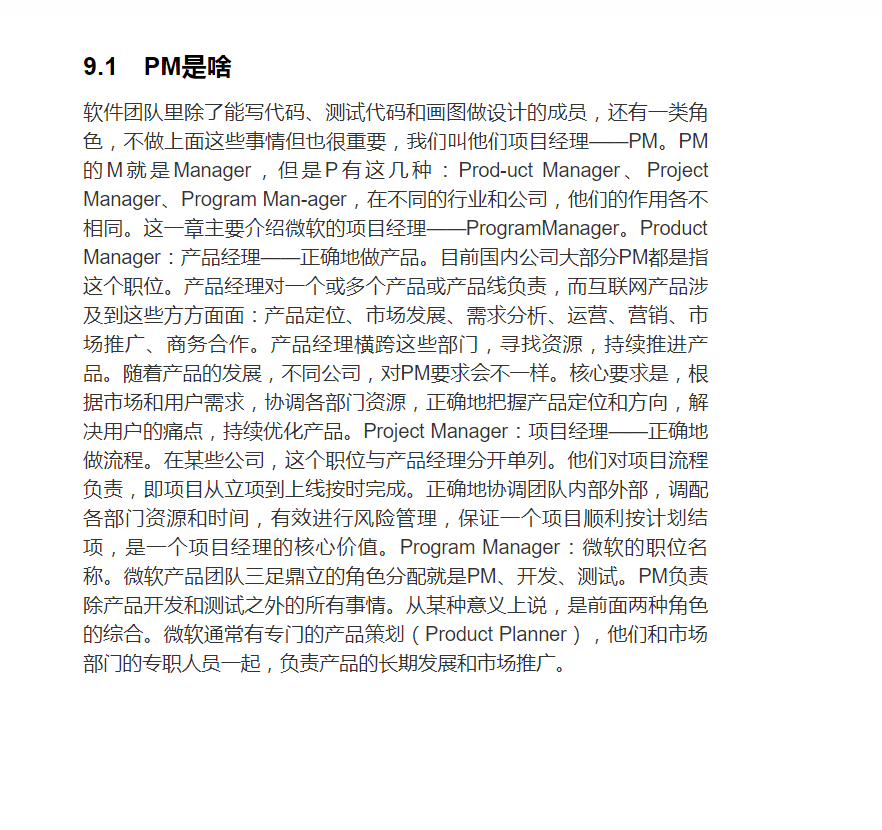 9.1 PM是啥
软件团队里除了能写代码、测试代码和画图做设计的成员，还有一类角
色，不做上面这些事情但也很重要，我们叫他们项目经理——PM。PM
的M就是Manager，但是P有这几种：Prod-uct Manager、Project
Manager、Program Man-ager，在不同的行业和公司，他们的作用各不
相同。这一章主要介绍微软的项目经理——ProgramManager。Product
Manager：产品经理——正确地做产品。目前国内公司大部分PM都是指
这个职位。产品经理对一个或多个产品或产品线负责，而互联网产品涉
及到这些方方面面：产品定位、市场发展、需求分析、运营、营销、市
场推广、商务合作。产品经理横跨这些部门，寻找资源，持续推进产
品。随着产品的发展，不同公司，对PM要求会不一样。核心要求是，根
据市场和用户需求，协调各部门资源，正确地把握产品定位和方向，解
决用户的痛点，持续优化产品。Project Manager：项目经理——正确地
做流程。在某些公司，这个职位与产品经理分开单列。他们对项目流程
负责，即项目从立项到上线按时完成。正确地协调团队内部外部，调配
各部门资源和时间，有效进行风险管理，保证一个项目顺利按计划结
项，是一个项目经理的核心价值。Program Manager：微软的职位名
称。微软产品团队三足鼎立的角色分配就是PM、开发、测试。PM负责
除产品开发和测试之外的所有事情。从某种意义上说，是前面两种角色
的综合。微软通常有专门的产品策划（Product Planner），他们和市场
部门的专职人员一起，负责产品的长期发展和市场推广。